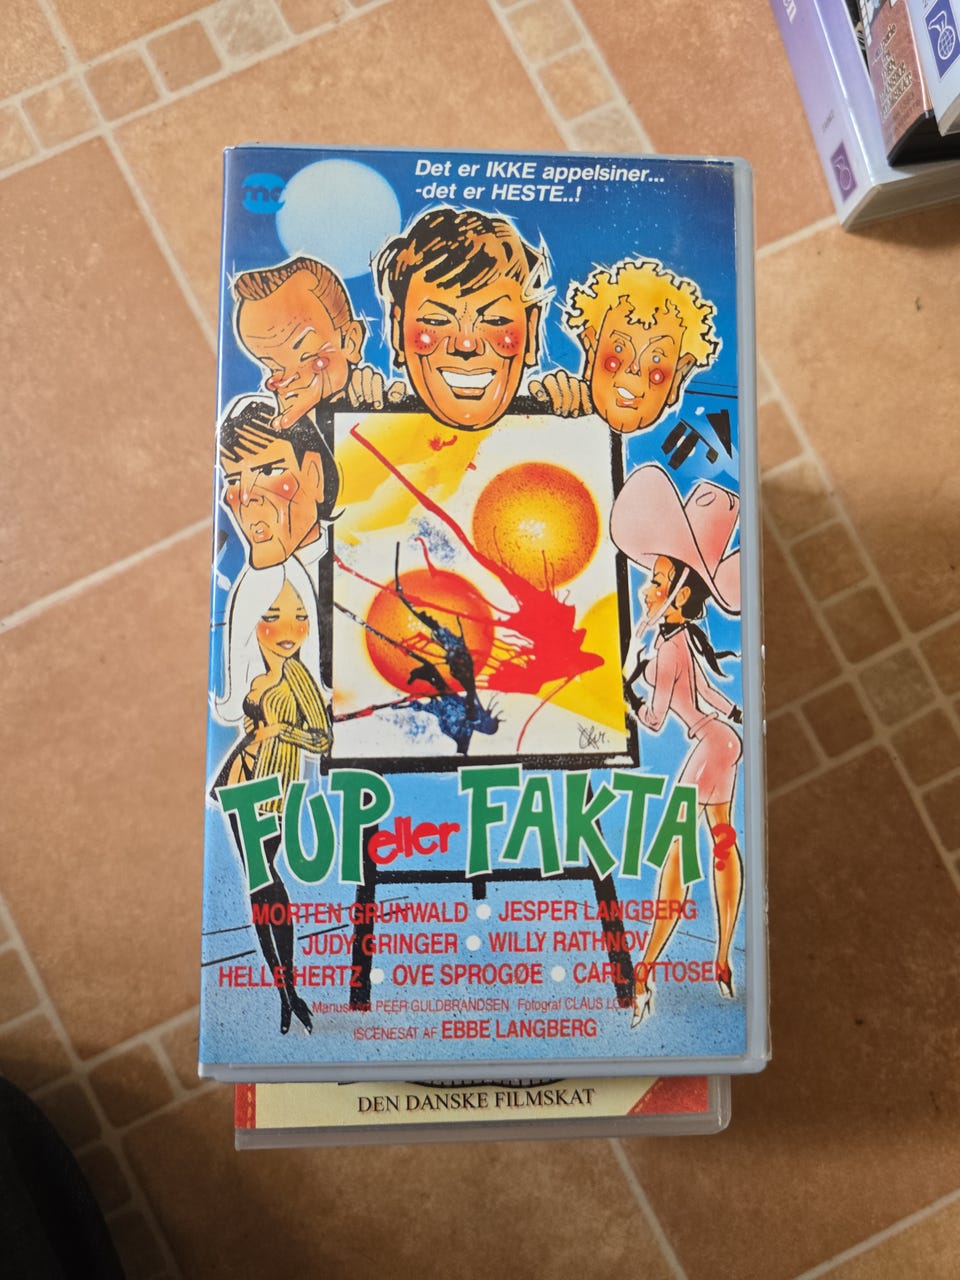 mc
Det er IKKE appelsiner...
-det er HESTE..!
FUP eller FAKTA?
MORTEN GRUNWALD • JESPER LANGBERG
JUDY GRINGER • WILLY RATHNOV
HELLE HERTZ • OVE SPROGØE • CARL OTTOSEN
Manuskript PEER GULDBRANDSEN Fotograf CLAUS LOOF
ISCENESAT AF EBBE LANGBERG
DEN DANSKE FILMSKAT